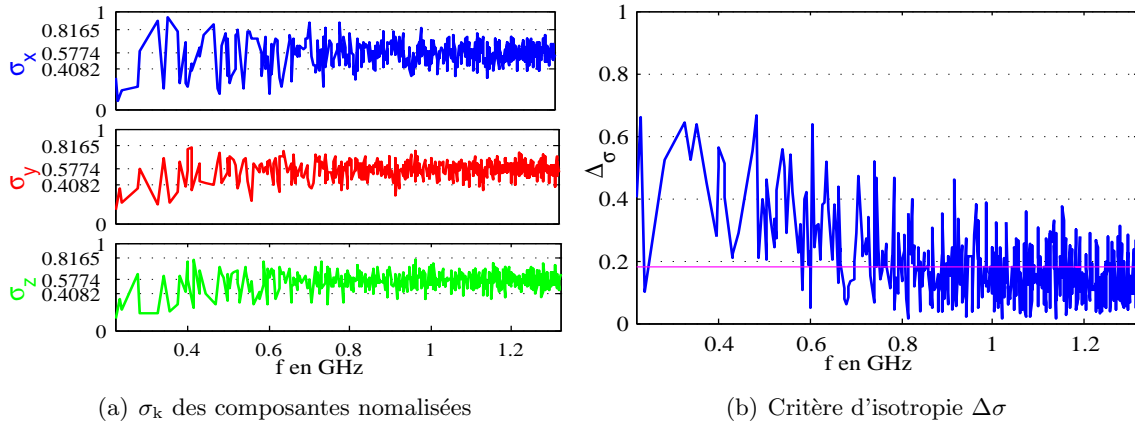 1
0.8165
0.5774
0.4082
0
σx
1
0.8165
0.5774
0.4082
0
σy
1
0.8165
0.5774
0.4082
0
σz
0.4 0.6 0.8 1 1.2
f en GHz
(a) σk des composantes nomalisées
1
0.8
0.6
0.4
0.2
0
Δσ
0.4 0.6 0.8 1 1.2
f en GHz
(b) Critère d'isotropie Δσ